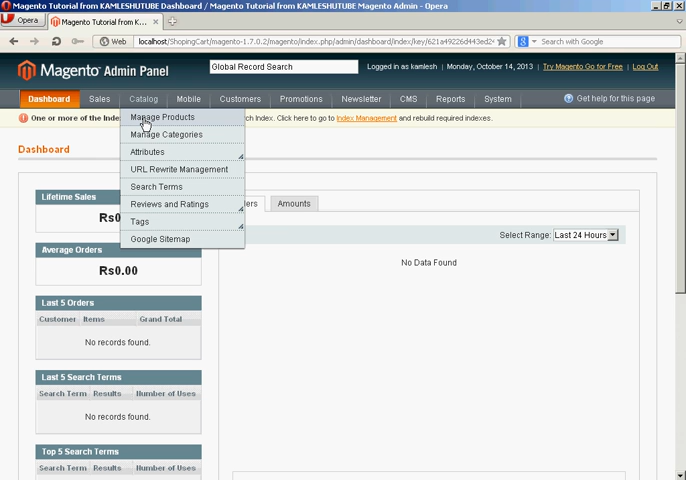 Magento Tutorial from KAMLESHUTUBE Dashboard / Magento Tutorial from KAMLESHUTUBE Magento Admin - Opera
Opera
Magento Tutorial from K...
Web
localhost/ShopingCart/magento-1.7.0.2/magento/index.php/admin/dashboard/index/key/621a49226d443ed2
Search with Google
Magento Admin Panel
Global Record Search
Logged in as kamlesh | Monday, October 14, 2013 | Try Magento Go for Free | Log Out
Dashboard Sales Catalog Mobile Customers Promotions Newsletter CMS Reports System Get help for this page
One or more of the Inde
ch Index. Click here to go to Index Management and rebuild required indexes.
Manage Products
Manage Categories
Attributes
URL Rewrite Management
Search Terms
Reviews and Ratings
Tags
Google Sitemap
Dashboard
Lifetime Sales
Rs0
Average Orders
Rs0.00
Last 5 Orders
Customer Items Grand Total
No records found.
Last 5 Search Terms
Search Term Results Number of Uses
No records found.
Top 5 Search Terms
Search Term Results Number of Uses
ders Amounts
Select Range: Last 24 Hours
No Data Found